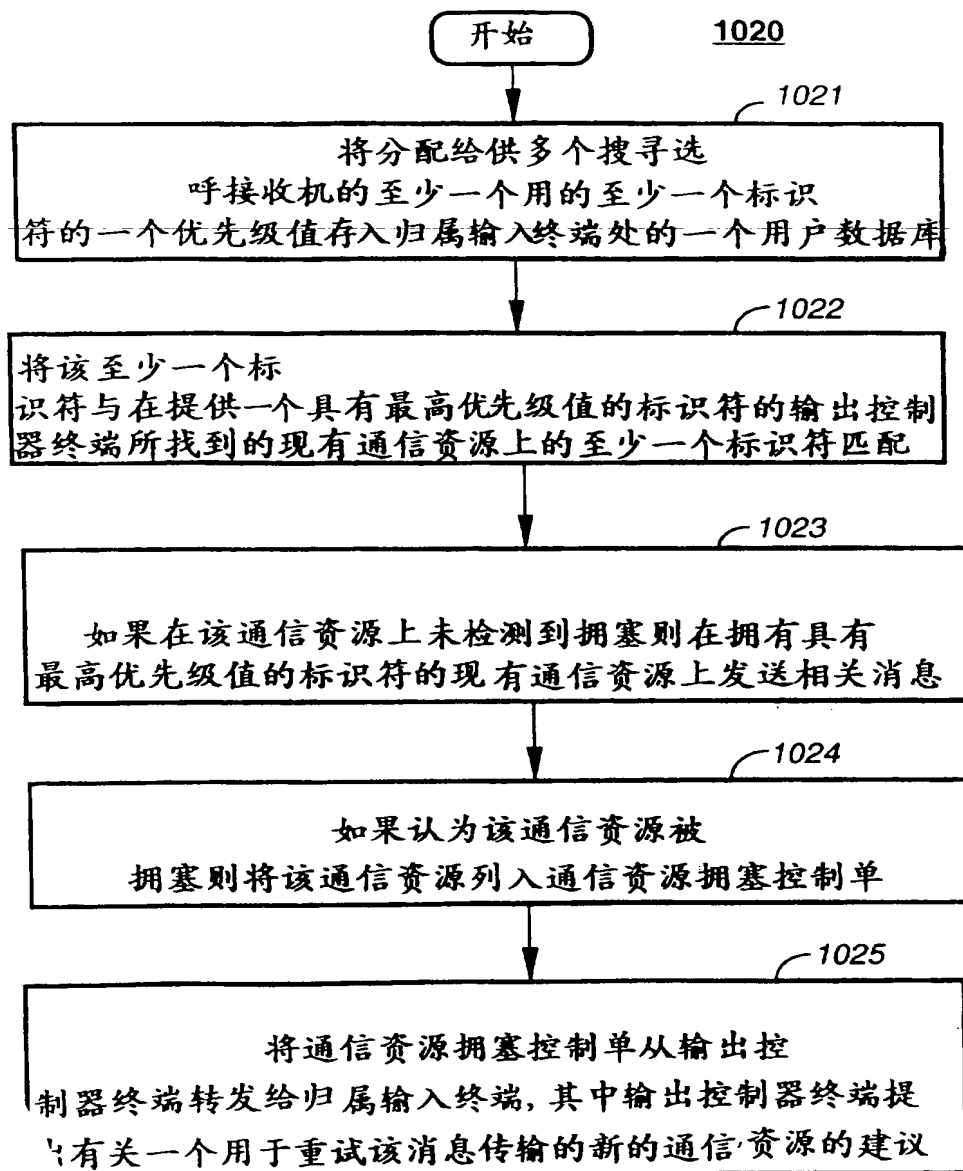 开始
1020
1021
将分配给供多个搜寻选
呼接收机的至少一个用的至少一个标识
符的一个优先级值存入归属输入终端处的一个用户数据库
1022
将该至少一个标
识符与在提供一个具有最高优先级值的标识符的输出控制
器终端所找到的现有通信资源上的至少一个标识符匹配
1023
如果在该通信资源上未检测到拥塞则在拥有具有
最高优先级值的标识符的现有通信资源上发送相关消息
1024
如果认为该通信资源被
拥塞则将该通信资源列入通信资源拥塞控制单
1025
将通信资源拥塞控制单从输出控
制器终端转发给归属输入终端,其中输出控制器终端提
出有关一个用于重试该消息传输的新的通信资源的建议